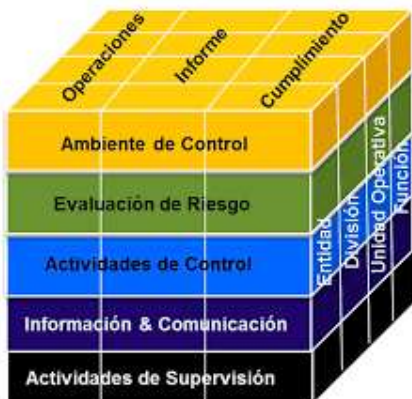 Operaciones
Informe
Cumplimiento
Ambiente de Control
Evaluación de Riesgo
Actividades de Control
Información & Comunicación
Actividades de Supervisión
Entidad
División
Unidad Operativa
Función